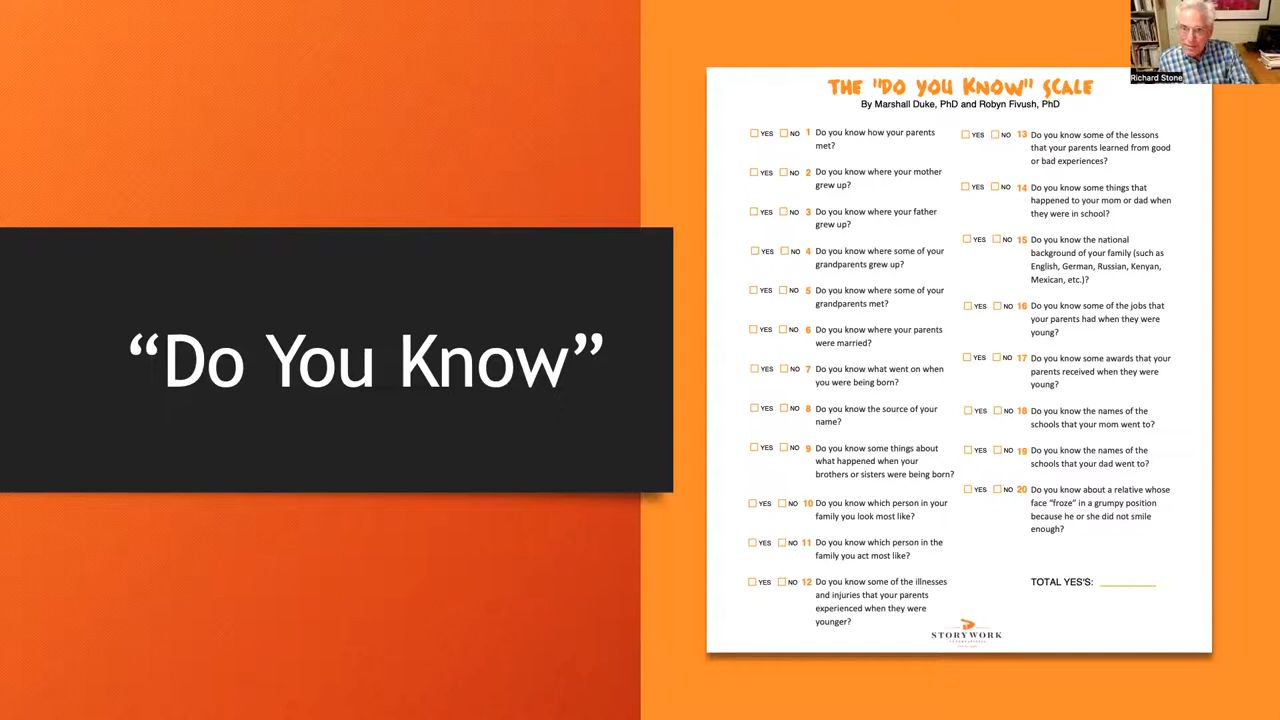 “Do You Know”
THE "DO YOU KNOW" SCALE
By Marshall Duke, PhD and Robyn Fivush, PhD
YES NO 1 Do you know how your parents
met?
YES NO 2 Do you know where your mother
grew up?
YES NO 3 Do you know where your father
grew up?
YES NO 4 Do you know where some of your
grandparents grew up?
YES NO 5 Do you know where some of your
grandparents met?
YES NO 6 Do you know where your parents
were married?
YES NO 7 Do you know what went on when
you were being born?
YES NO 8 Do you know the source of your
name?
YES NO 9 Do you know some things about
what happened when your
brothers or sisters were being born?
YES NO 10 Do you know which person in your
family you look most like?
YES NO 11 Do you know which person in the
family you act most like?
YES NO 12 Do you know some of the illnesses
and injuries that your parents
experienced when they were
younger?
YES NO 13 Do you know some of the lessons
that your parents learned from good
or bad experiences?
YES NO 14 Do you know some things that
happened to your mom or dad when
they were in school?
YES NO 15 Do you know the national
background of your family (such as
English, German, Russian, Kenyan,
Mexican, etc.)?
YES NO 16 Do you know some of the jobs that
your parents had when they were
young?
YES NO 17 Do you know some awards that your
parents received when they were
young?
YES NO 18 Do you know the names of the
schools that your mom went to?
YES NO 19 Do you know the names of the
schools that your dad went to?
YES NO 20 Do you know about a relative whose
face “froze” in a grumpy position
because he or she did not smile
enough?
TOTAL YES'S:
STORYWORK
INTERNATIONAL
Richard Stone